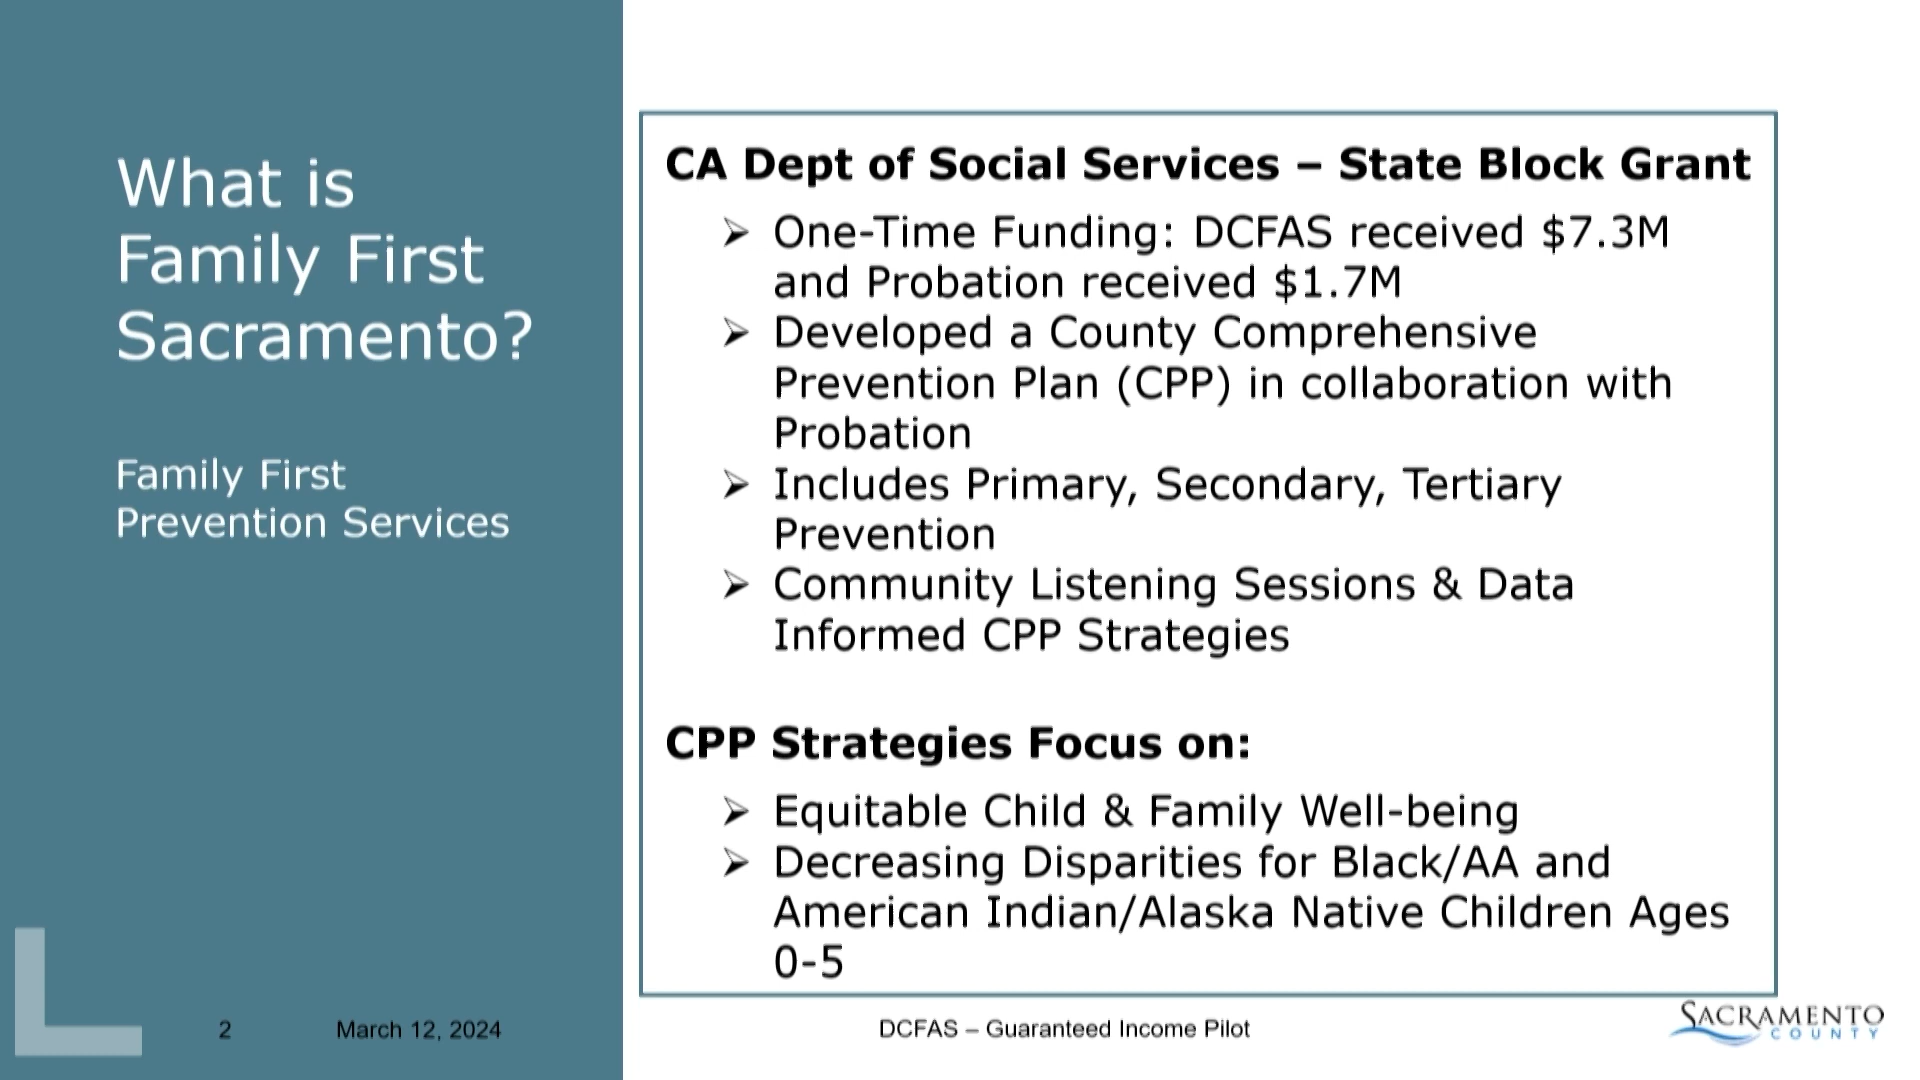 What is
Family First
Sacramento?
Family First
Prevention Services
CA Dept of Social Services – State Block Grant
➢ One-Time Funding: DCFAS received $7.3M
and Probation received $1.7M
➢ Developed a County Comprehensive
Prevention Plan (CPP) in collaboration with
Probation
➢ Includes Primary, Secondary, Tertiary
Prevention
➢ Community Listening Sessions & Data
Informed CPP Strategies
CPP Strategies Focus on:
➢ Equitable Child & Family Well-being
➢ Decreasing Disparities for Black/AA and
American Indian/Alaska Native Children Ages
0-5
2
March 12, 2024
DCFAS – Guaranteed Income Pilot
SACRAMENTO
COUNTY